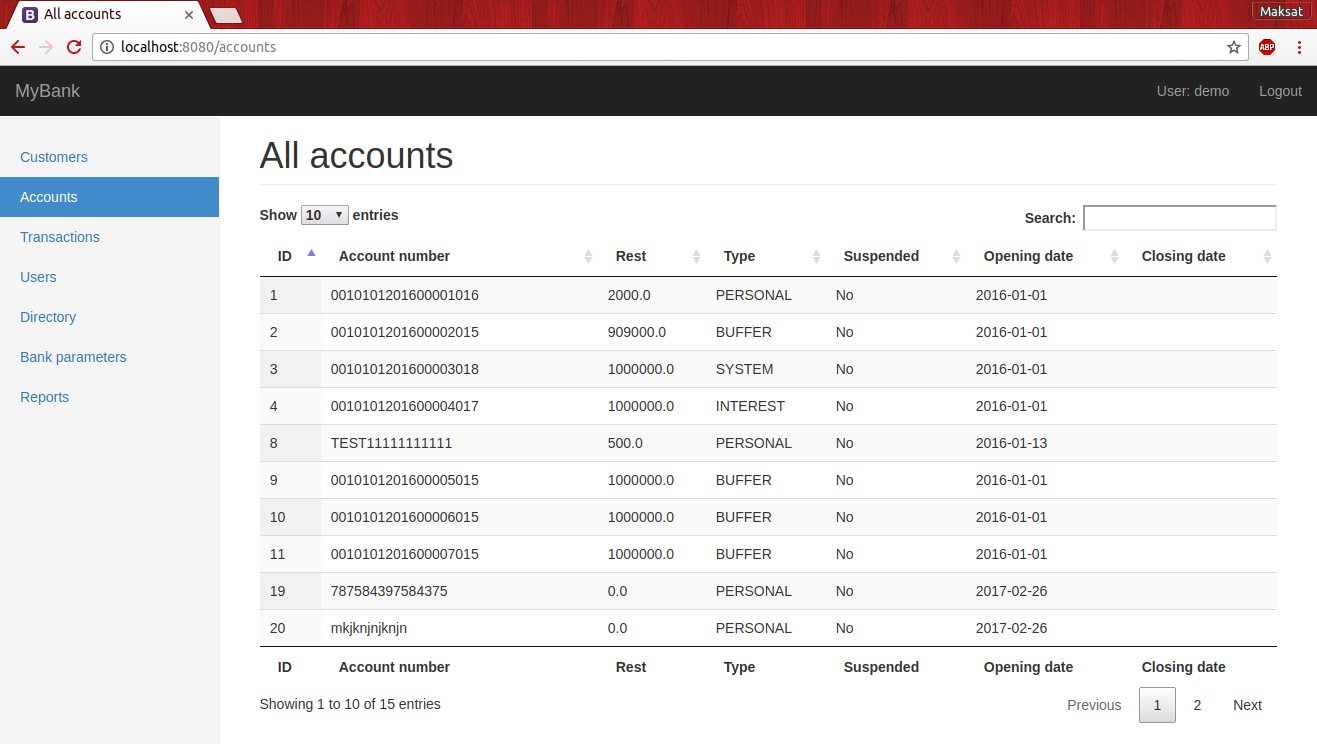 All accounts
Maksat
localhost:8080/accounts
ABP
MyBank User: demo Logout
Customers
Accounts
Transactions
Users
Directory
Bank parameters
Reports
All accounts
Show 10 entries Search:
ID Account number Rest Type Suspended Opening date Closing date
1 0010101201600001016 2000.0 PERSONAL No 2016-01-01
2 0010101201600002015 909000.0 BUFFER No 2016-01-01
3 0010101201600003018 1000000.0 SYSTEM No 2016-01-01
4 0010101201600004017 1000000.0 INTEREST No 2016-01-01
8 TEST11111111111 500.0 PERSONAL No 2016-01-13
9 0010101201600005015 1000000.0 BUFFER No 2016-01-01
10 0010101201600006015 1000000.0 BUFFER No 2016-01-01
11 0010101201600007015 1000000.0 BUFFER No 2016-01-01
19 787584397584375 0.0 PERSONAL No 2017-02-26
20 mkjknjnjknjn 0.0 PERSONAL No 2017-02-26
ID Account number Rest Type Suspended Opening date Closing date
Showing 1 to 10 of 15 entries Previous 1 2 Next